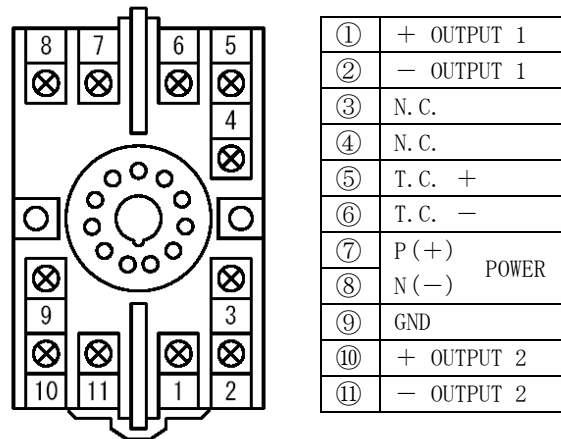 8 7 6 5
4
9 3
10 11 1 2
① + OUTPUT 1
② － OUTPUT 1
③ N.C.
④ N.C.
⑤ T.C. +
⑥ T.C. －
⑦ P(+)
POWER
⑧ N(－)
⑨ GND
⑩ + OUTPUT 2
⑪ － OUTPUT 2